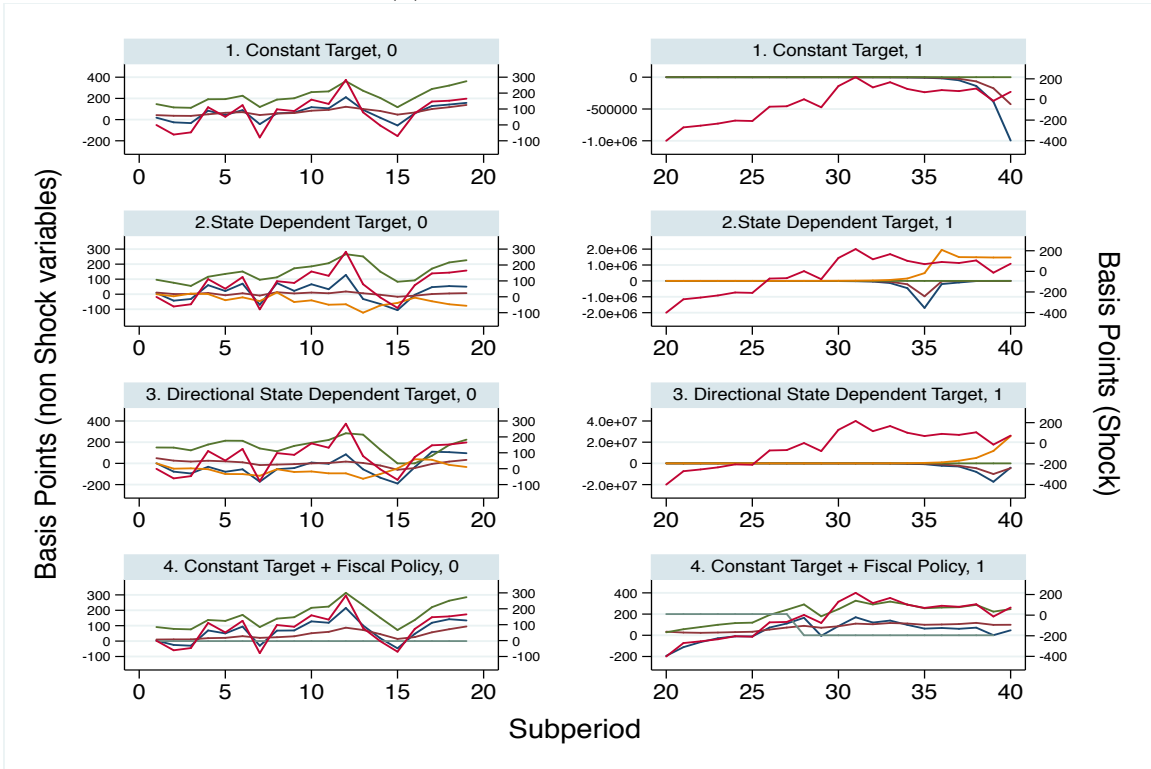 1. Constant Target, 0
400
200
0
-200
300
200
100
0
-100
0 5 10 15 20
1. Constant Target, 1
0
-500000
-1.0e+06
200
0
-200
-400
20 25 30 35 40
2.State Dependent Target, 0
300
200
100
0
-100
300
200
100
0
-100
0 5 10 15 20
2.State Dependent Target, 1
2.0e+06
1.0e+06
0
-1.0e+06
-2.0e+06
200
0
-200
-400
20 25 30 35 40
3. Directional State Dependent Target, 0
400
200
0
-200
300
200
100
0
-100
0 5 10 15 20
3. Directional State Dependent Target, 1
4.0e+07
2.0e+07
0
-2.0e+07
200
0
-200
-400
20 25 30 35 40
4. Constant Target + Fiscal Policy, 0
300
200
100
0
-100
300
200
100
0
-100
0 5 10 15 20
4. Constant Target + Fiscal Policy, 1
400
200
0
-200
200
0
-200
-400
20 25 30 35 40
Basis Points (non Shock variables)
Basis Points (Shock)
Subperiod